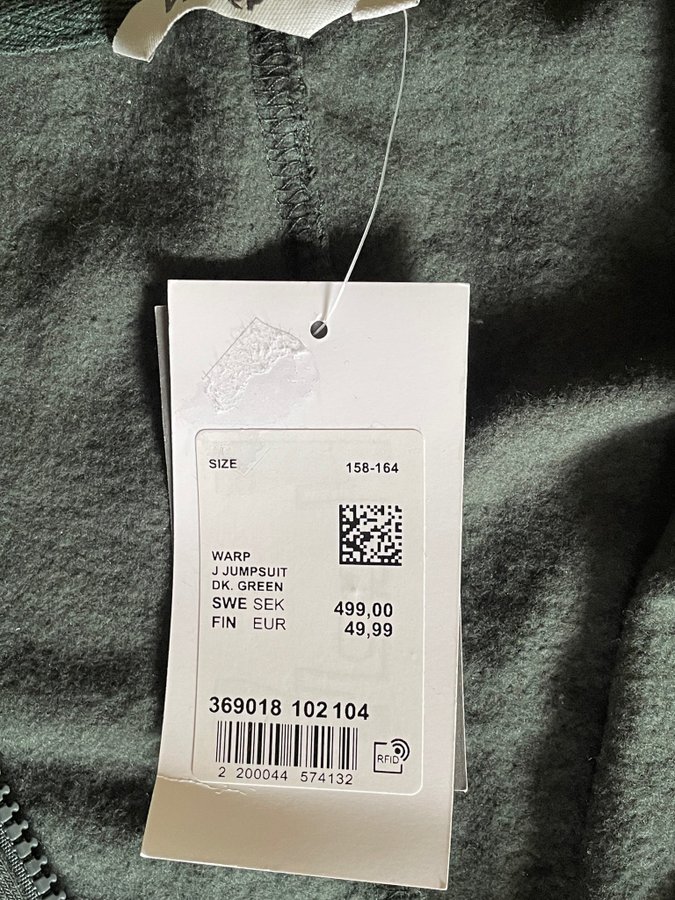 SIZE 158-164
WARP
J JUMPSUIT
DK. GREEN
SWE SEK 499,00
FIN EUR 49,99
369018 102104
RFID
2 200044 574132